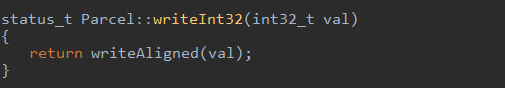 status_t Parcel::writeInt32(int32_t val)
{
    return writeAligned(val);
}